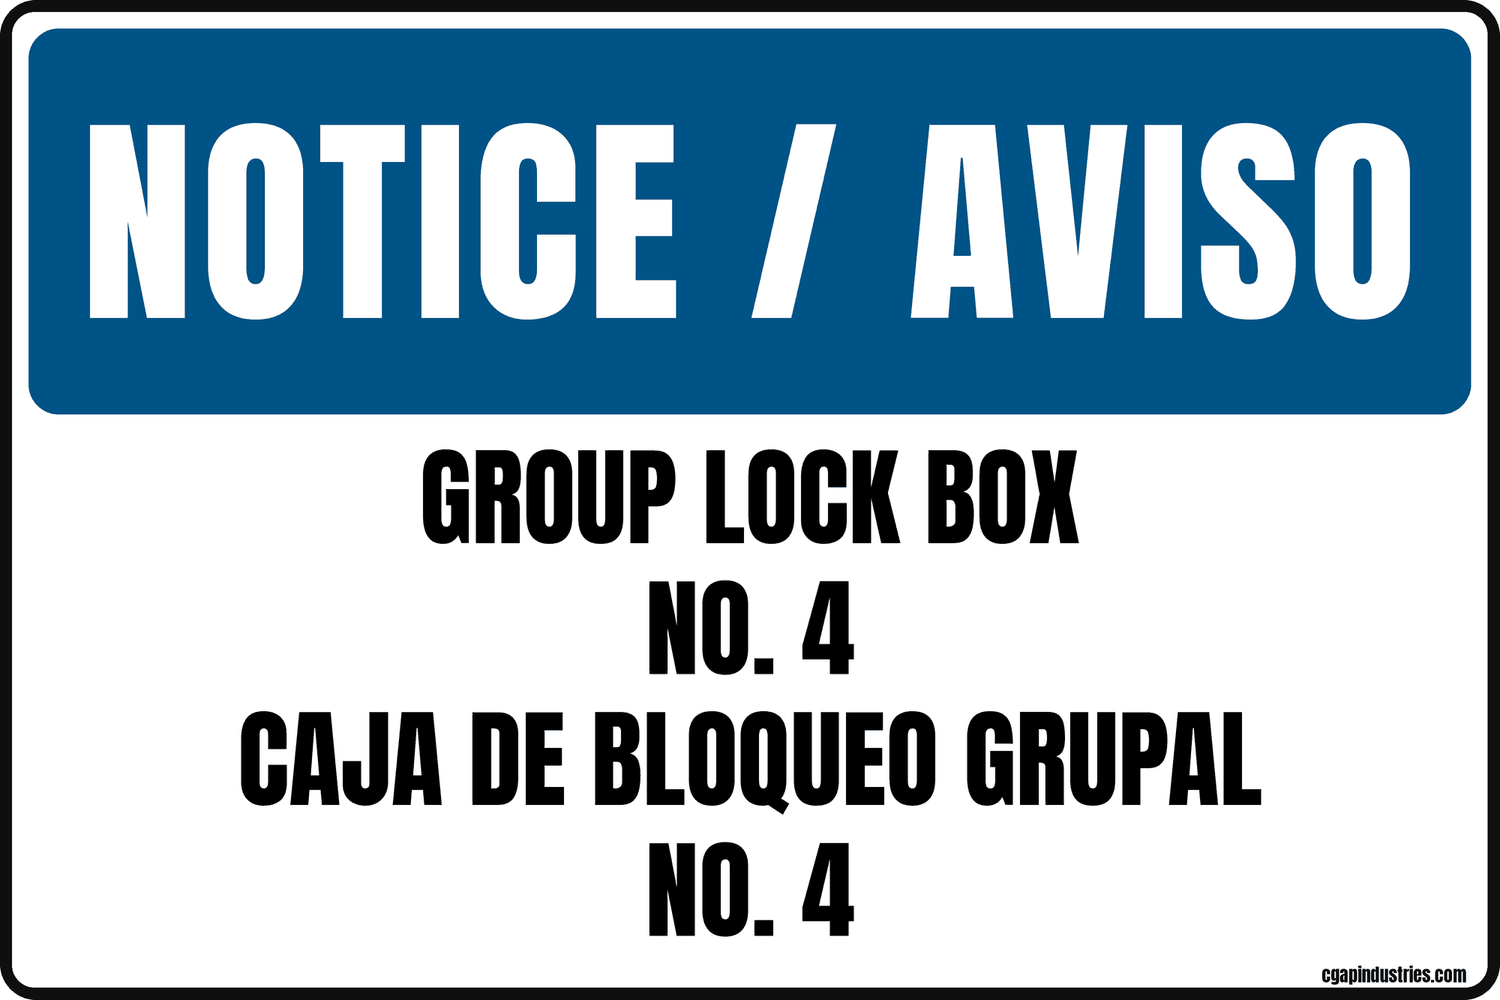 NOTICE / AVISO
GROUP LOCK BOX
NO. 4
CAJA DE BLOQUEO GRUPAL
NO. 4
cgapindustries.com